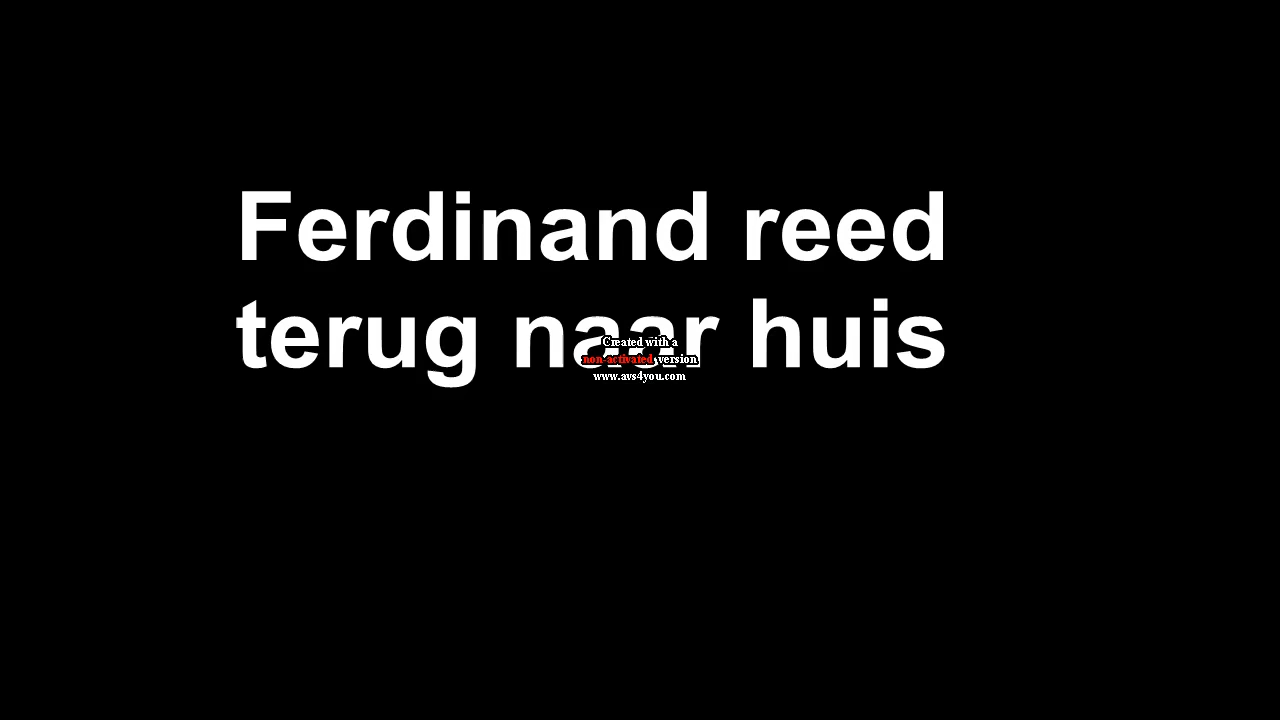 Ferdinand reed
terug naar huis
Created with a
non-activated version
www.avs4you.com